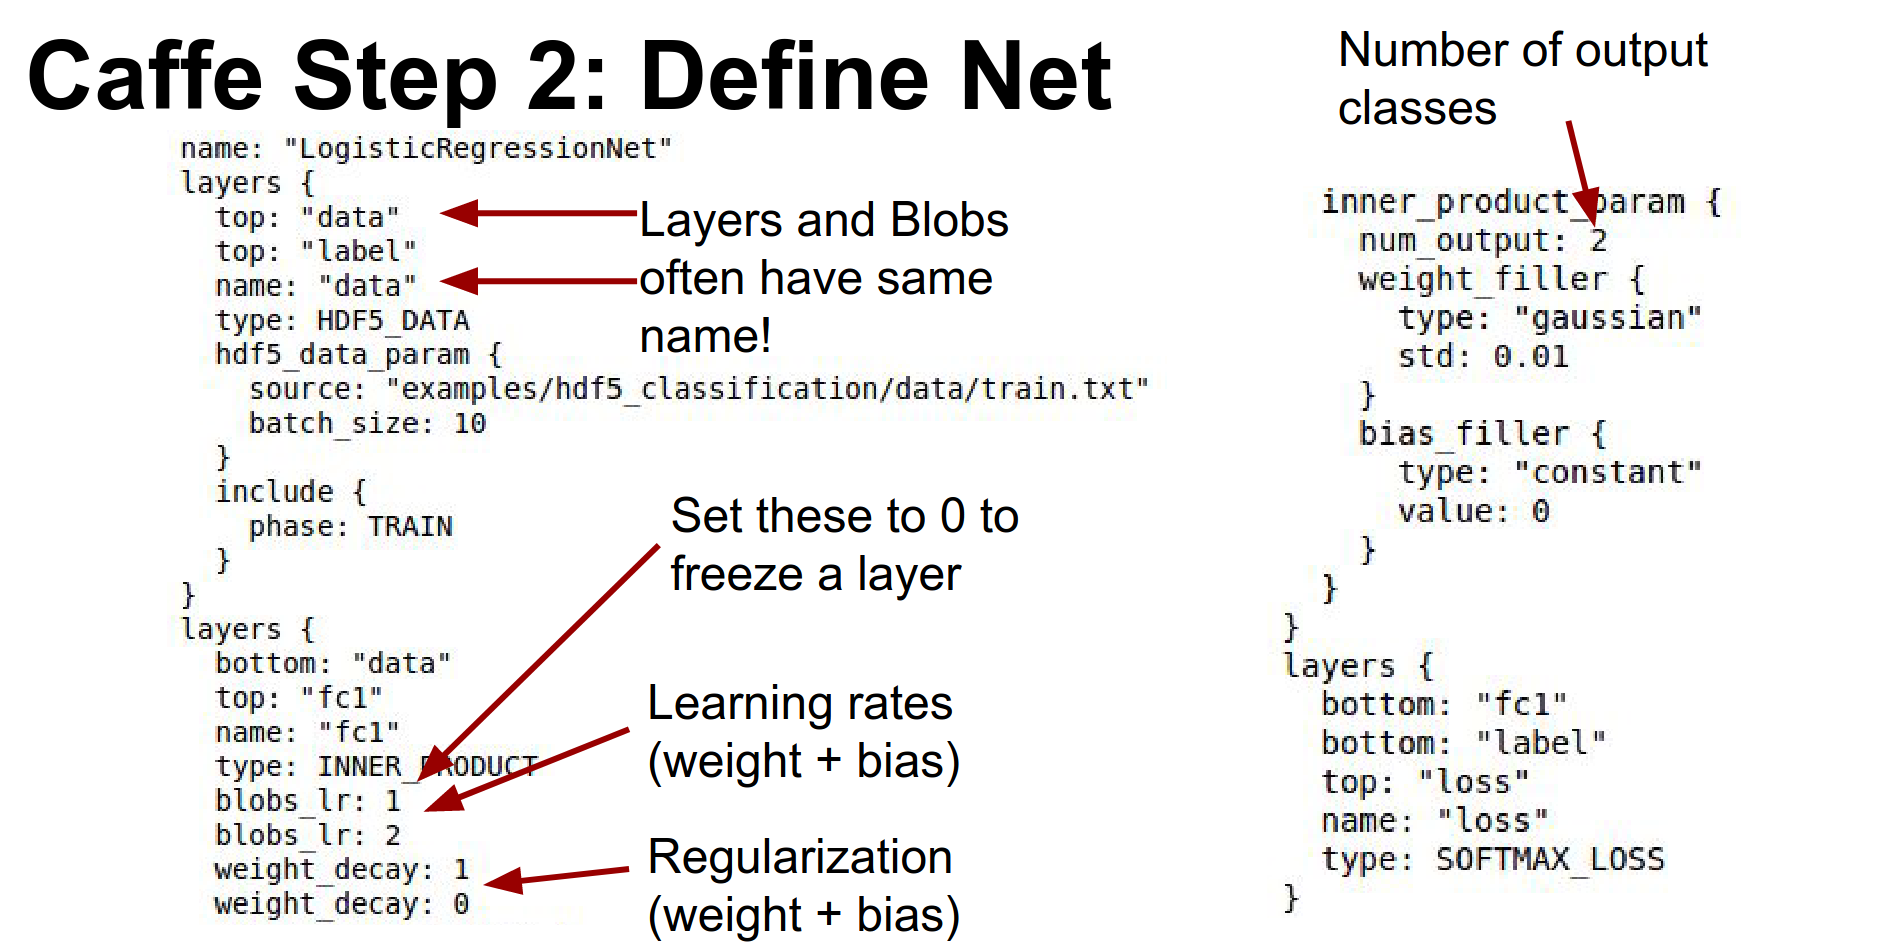 Caffe Step 2: Define Net
name: "LogisticRegressionNet"
layers {
top: "data"
top: "label"
name: "data"
type: HDF5_DATA
hdf5_data_param {
source: "examples/hdf5_classification/data/train.txt"
batch_size: 10
}
include {
phase: TRAIN
}
}
layers {
bottom: "data"
top: "fc1"
name: "fc1"
type: INNER_PRODUCT
blobs_lr: 1
blobs_lr: 2
weight_decay: 1
weight_decay: 0
Layers and Blobs
often have same
name!
Set these to 0 to
freeze a layer
Learning rates
(weight + bias)
Regularization
(weight + bias)
Number of output
classes
inner_product_param {
num_output: 2
weight_filler {
type: "gaussian"
std: 0.01
}
bias_filler {
type: "constant"
value: 0
}
}
}
layers {
bottom: "fc1"
bottom: "label"
top: "loss"
name: "loss"
type: SOFTMAX_LOSS
}